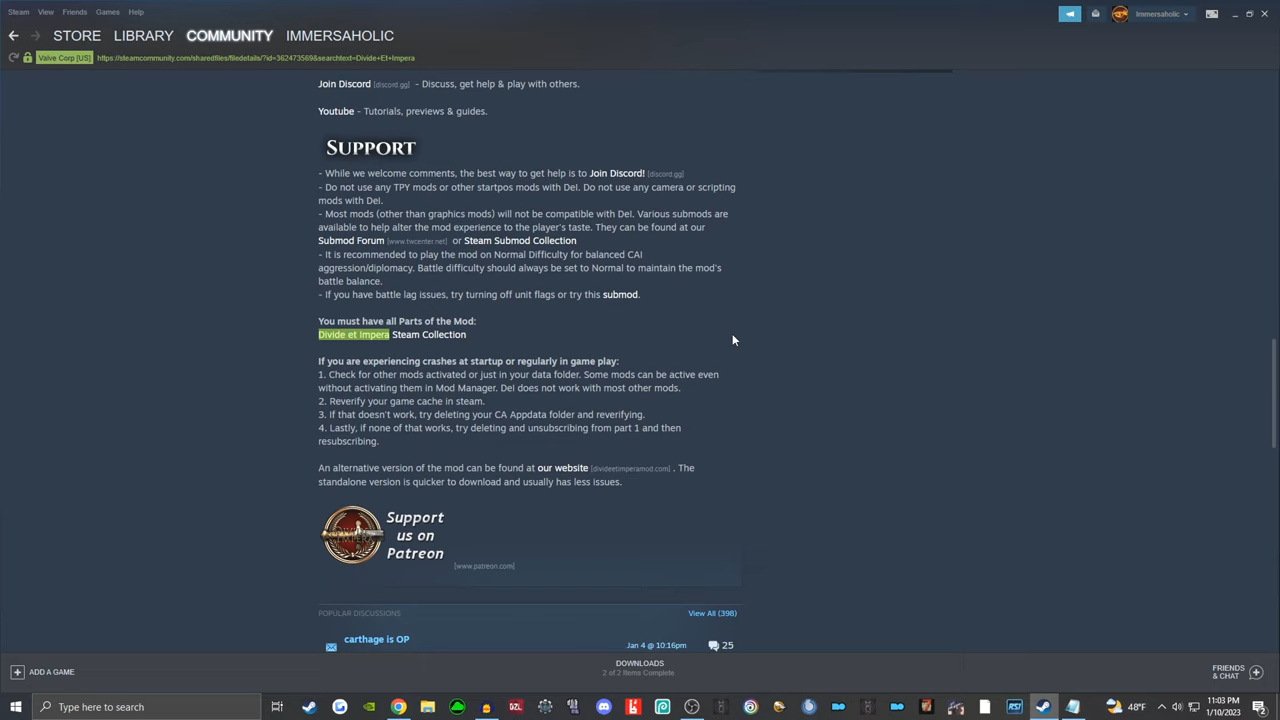 Steam View Friends Games Help
Immersaholic
STORE LIBRARY COMMUNITY IMMERSAHOLIC
Valve Corp [US] https://steamcommunity.com/sharedfiles/filedetails/?id=362473569&searchtext=Divide+Et+Impera
Join Discord [discord.gg] - Discuss, get help & play with others.
Youtube - Tutorials, previews & guides.
SUPPORT
- While we welcome comments, the best way to get help is to Join Discord! [discord.gg]
- Do not use any TPY mods or other startpos mods with DeI. Do not use any camera or scripting
mods with DeI.
- Most mods (other than graphics mods) will not be compatible with DeI. Various submods are
available to help alter the mod experience to the player's taste. They can be found at our
Submod Forum [www.twcenter.net] or Steam Submod Collection
- It is recommended to play the mod on Normal Difficulty for balanced CAI
aggression/diplomacy. Battle difficulty should always be set to Normal to maintain the mod's
battle balance.
- If you have battle lag issues, try turning off unit flags or try this submod.
You must have all Parts of the Mod:
Divide et Impera Steam Collection
If you are experiencing crashes at startup or regularly in game play:
1. Check for other mods activated or just in your data folder. Some mods can be active even
without activating them in Mod Manager. DeI does not work with most other mods.
2. Reverify your game cache in steam.
3. If that doesn't work, try deleting your CA Appdata folder and reverifying.
4. Lastly, if none of that works, try deleting and unsubscribing from part 1 and then
resubscribing.
An alternative version of the mod can be found at our website [divideetimperamod.com] . The
standalone version is quicker to download and usually has less issues.
Support
us on
Patreon
[www.patreon.com]
POPULAR DISCUSSIONS View All (398)
carthage is OP
Jan 4 @ 10:16pm 25
ADD A GAME
DOWNLOADS
2 of 2 Items Complete
FRIENDS
& CHAT
Type here to search
48°F
11:03 PM
1/10/2023